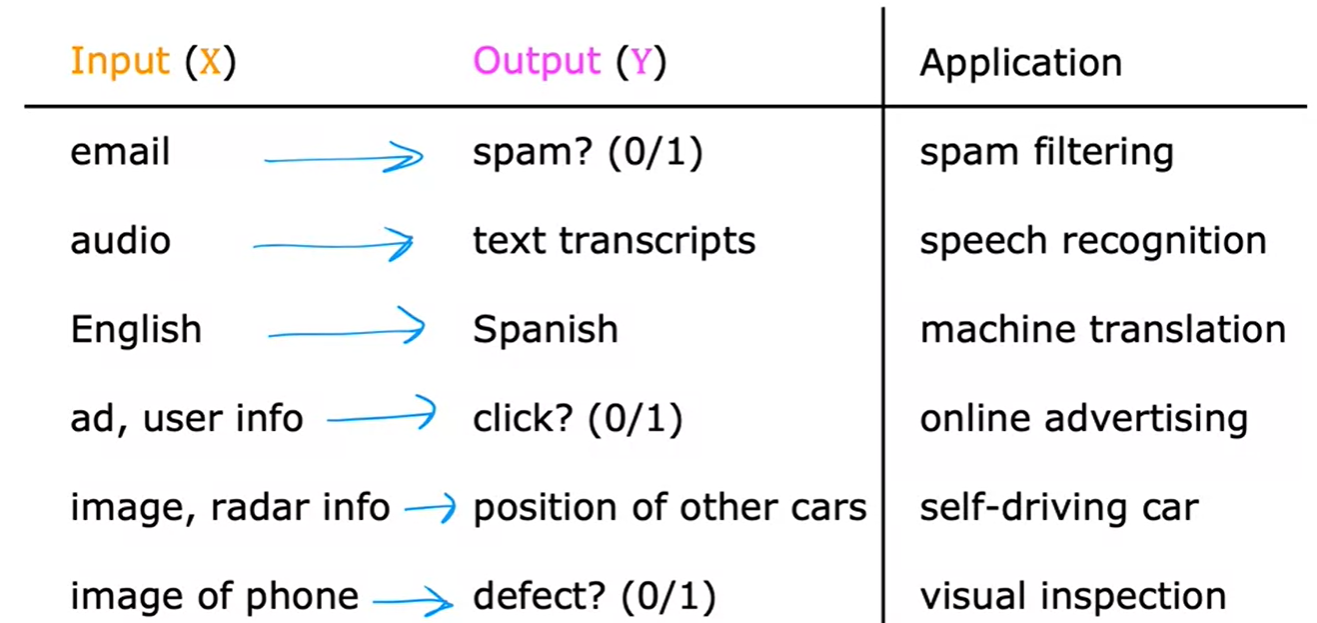 Input (X) Output (Y) Application
email spam? (0/1) spam filtering
audio text transcripts speech recognition
English Spanish machine translation
ad, user info click? (0/1) online advertising
image, radar info position of other cars self-driving car
image of phone defect? (0/1) visual inspection